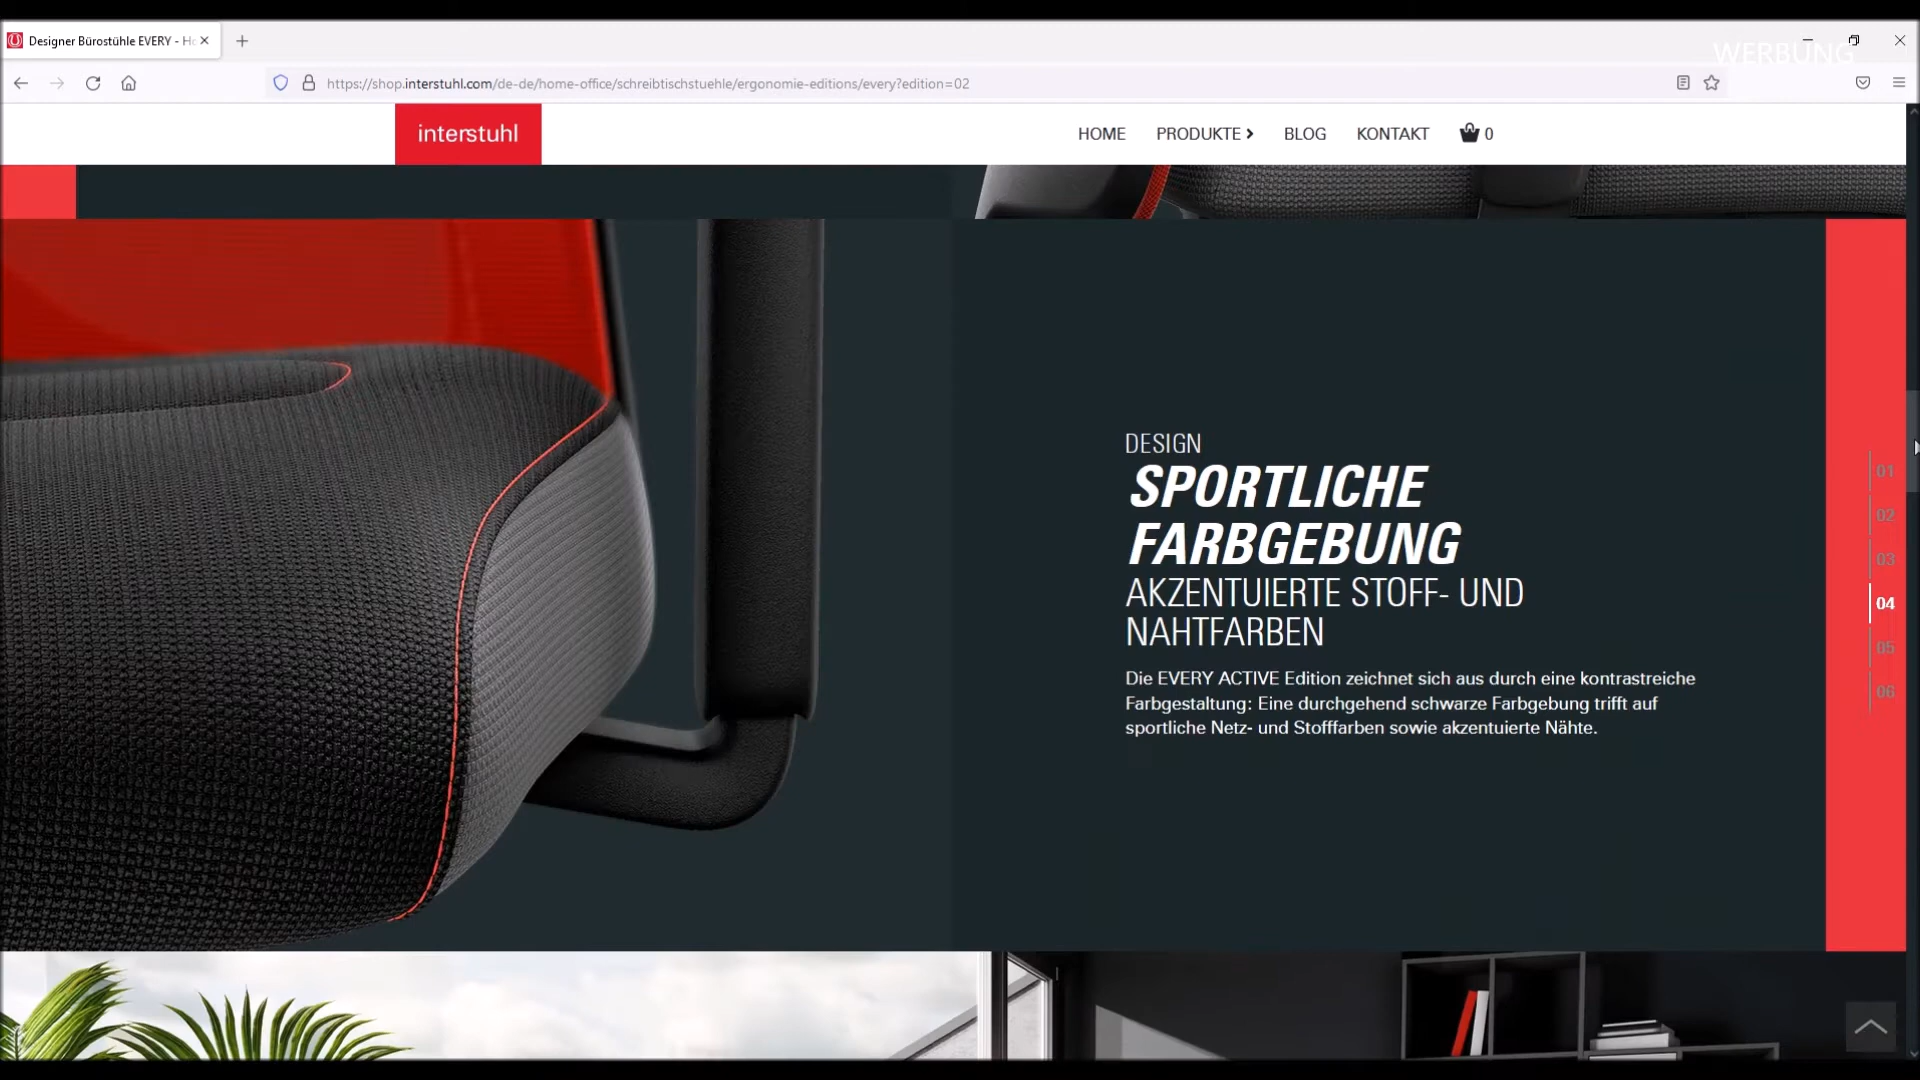 Designer Bürostühle EVERY - Ho
WERBUNG
https://shop.interstuhl.com/de-de/home-office/schreibtischstuehle/ergonomie-editions/every?edition=02
interstuhl
HOME PRODUKTE BLOG KONTAKT 0
DESIGN
SPORTLICHE
FARBGEBUNG
AKZENTUIERTE STOFF- UND
NAHTFARBEN
Die EVERY ACTIVE Edition zeichnet sich aus durch eine kontrastreiche
Farbgestaltung: Eine durchgehend schwarze Farbgebung trifft auf
sportliche Netz- und Stofffarben sowie akzentuierte Nähte.
01
02
03
04
05
06